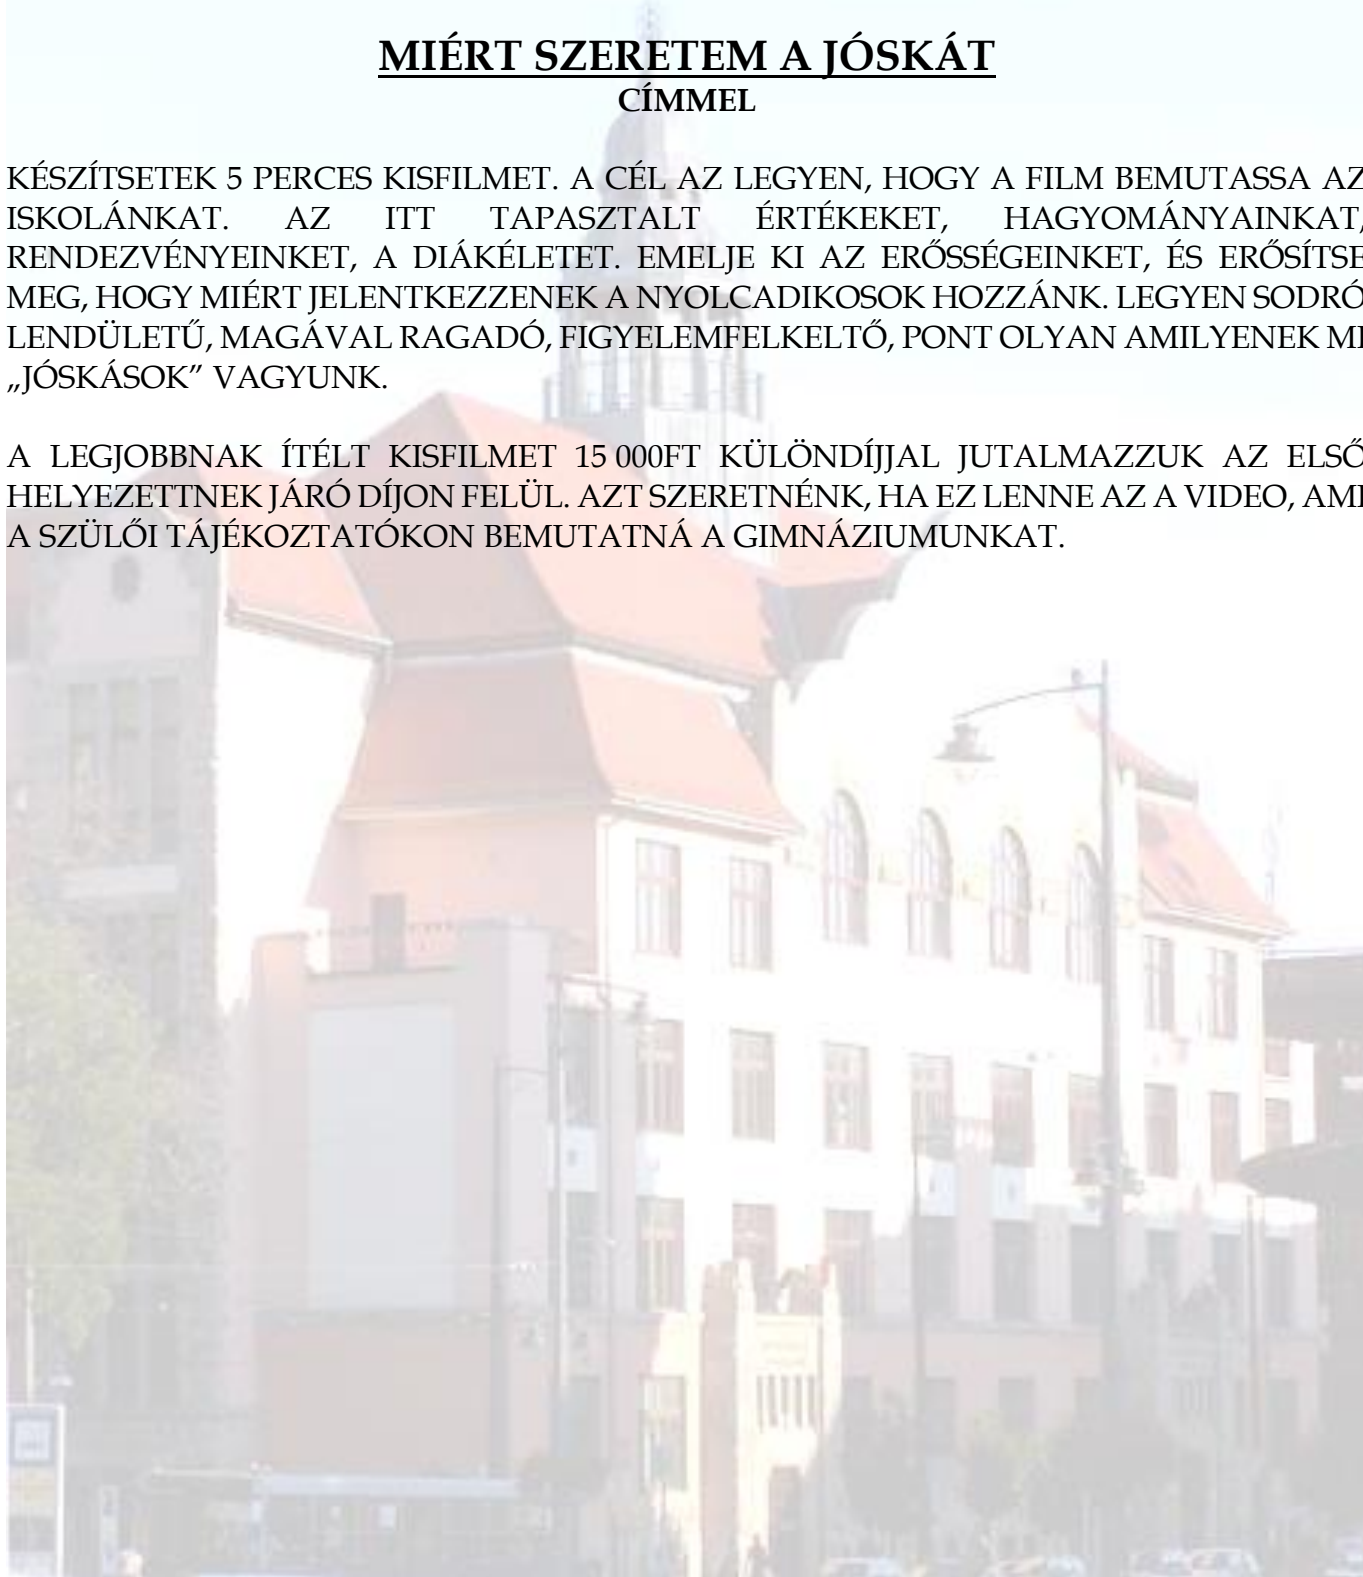 MIÉRT SZERETEM A JÓSKÁT
CÍMMEL
KÉSZÍTSETEK 5 PERCES KISFILMET. A CÉL AZ LEGYEN, HOGY A FILM BEMUTASSA AZ
ISKOLÁNKAT. AZ ITT TAPASZTALT ÉRTÉKEKET, HAGYOMÁNYAINKAT,
RENDEZVÉNYEINKET, A DIÁKÉLETET. EMELJE KI AZ ERŐSSÉGEINKET, ÉS ERŐSÍTSE
MEG, HOGY MIÉRT JELENTKEZZENEK A NYOLCADIKOSOK HOZZÁNK. LEGYEN SODRÓ
LENDÜLETŰ, MAGÁVAL RAGADÓ, FIGYELEMFELKELTŐ, PONT OLYAN AMILYENEK MI
„JÓSKÁSOK” VAGYUNK.
A LEGJOBBNAK ÍTÉLT KISFILMET 15 000FT KÜLÖNDÍJJAL JUTALMAZZUK AZ ELSŐ
HELYEZETTNEK JÁRÓ DÍJON FELÜL. AZT SZERETNÉNK, HA EZ LENNE AZ A VIDEO, AMI
A SZÜLŐI TÁJÉKOZTATÓKON BEMUTATNÁ A GIMNÁZIUMUNKAT.